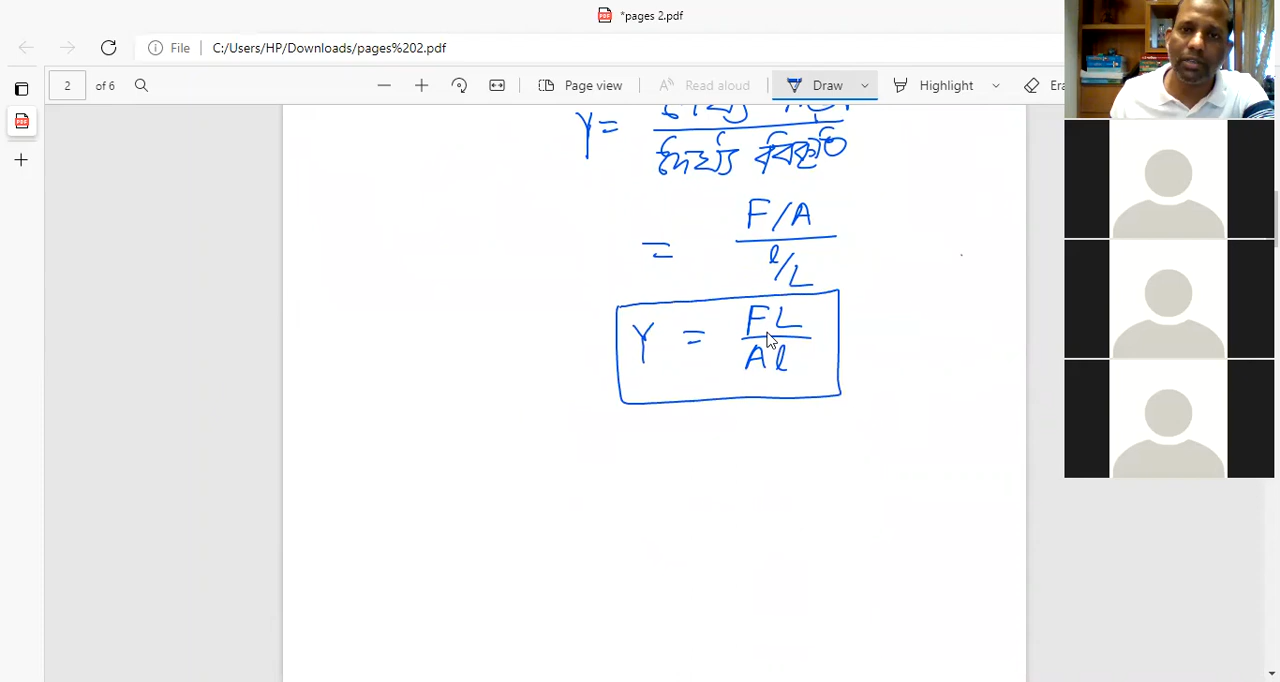 *pages 2.pdf
File C:/Users/HP/Downloads/pages%202.pdf
2 of 6 Page view Read aloud Draw Highlight Era
Y=
দৈর্ঘ্য বিকৃতি
= F/A
l/L
Y = FL
Al